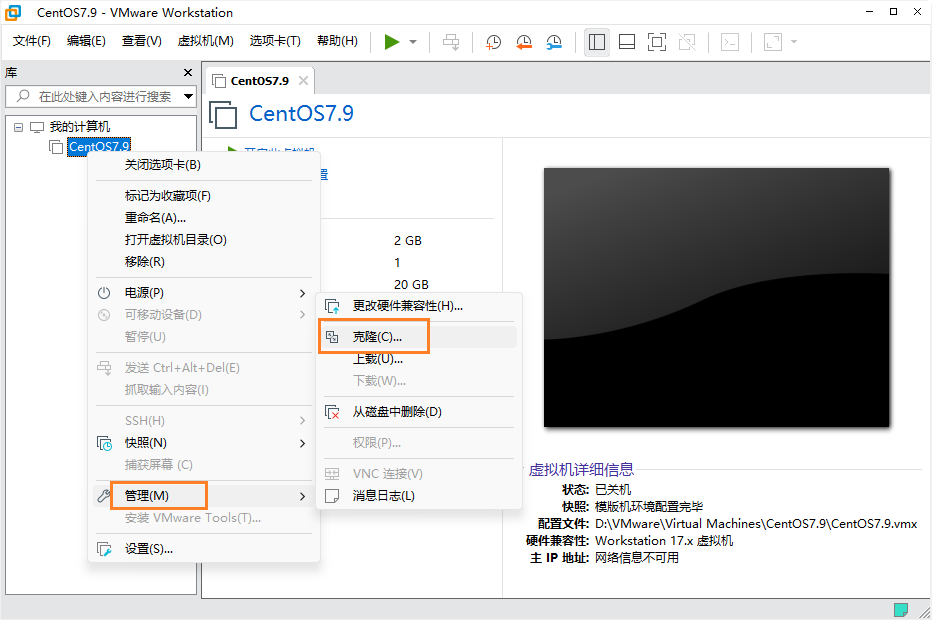 CentOS7.9 - VMware Workstation
文件(F) 编辑(E) 查看(V) 虚拟机(M) 选项卡(T) 帮助(H)
库
在此处键入内容进行搜索
我的计算机
CentOS7.9
CentOS7.9
CentOS7.9
置
2 GB
1
20 GB
关闭选项卡(B)
标记为收藏项(F)
重命名(A)...
打开虚拟机目录(O)
移除(R)
电源(P)
可移动设备(D)
暂停(U)
发送 Ctrl+Alt+Del(E)
抓取输入内容(I)
SSH(H)
快照(N)
捕获屏幕 (C)
管理(M)
安装 VMware Tools(T)...
设置(S)...
更改硬件兼容性(H)...
克隆(C)...
上载(U)...
下载(W)...
从磁盘中删除(D)
权限(P)...
VNC 连接(V)
消息日志(L)
虚拟机详细信息
状态: 已关机
快照: 模版机环境配置完毕
配置文件: D:\VMware\Virtual Machines\CentOS7.9\CentOS7.9.vmx
硬件兼容性: Workstation 17.x 虚拟机
主 IP 地址: 网络信息不可用